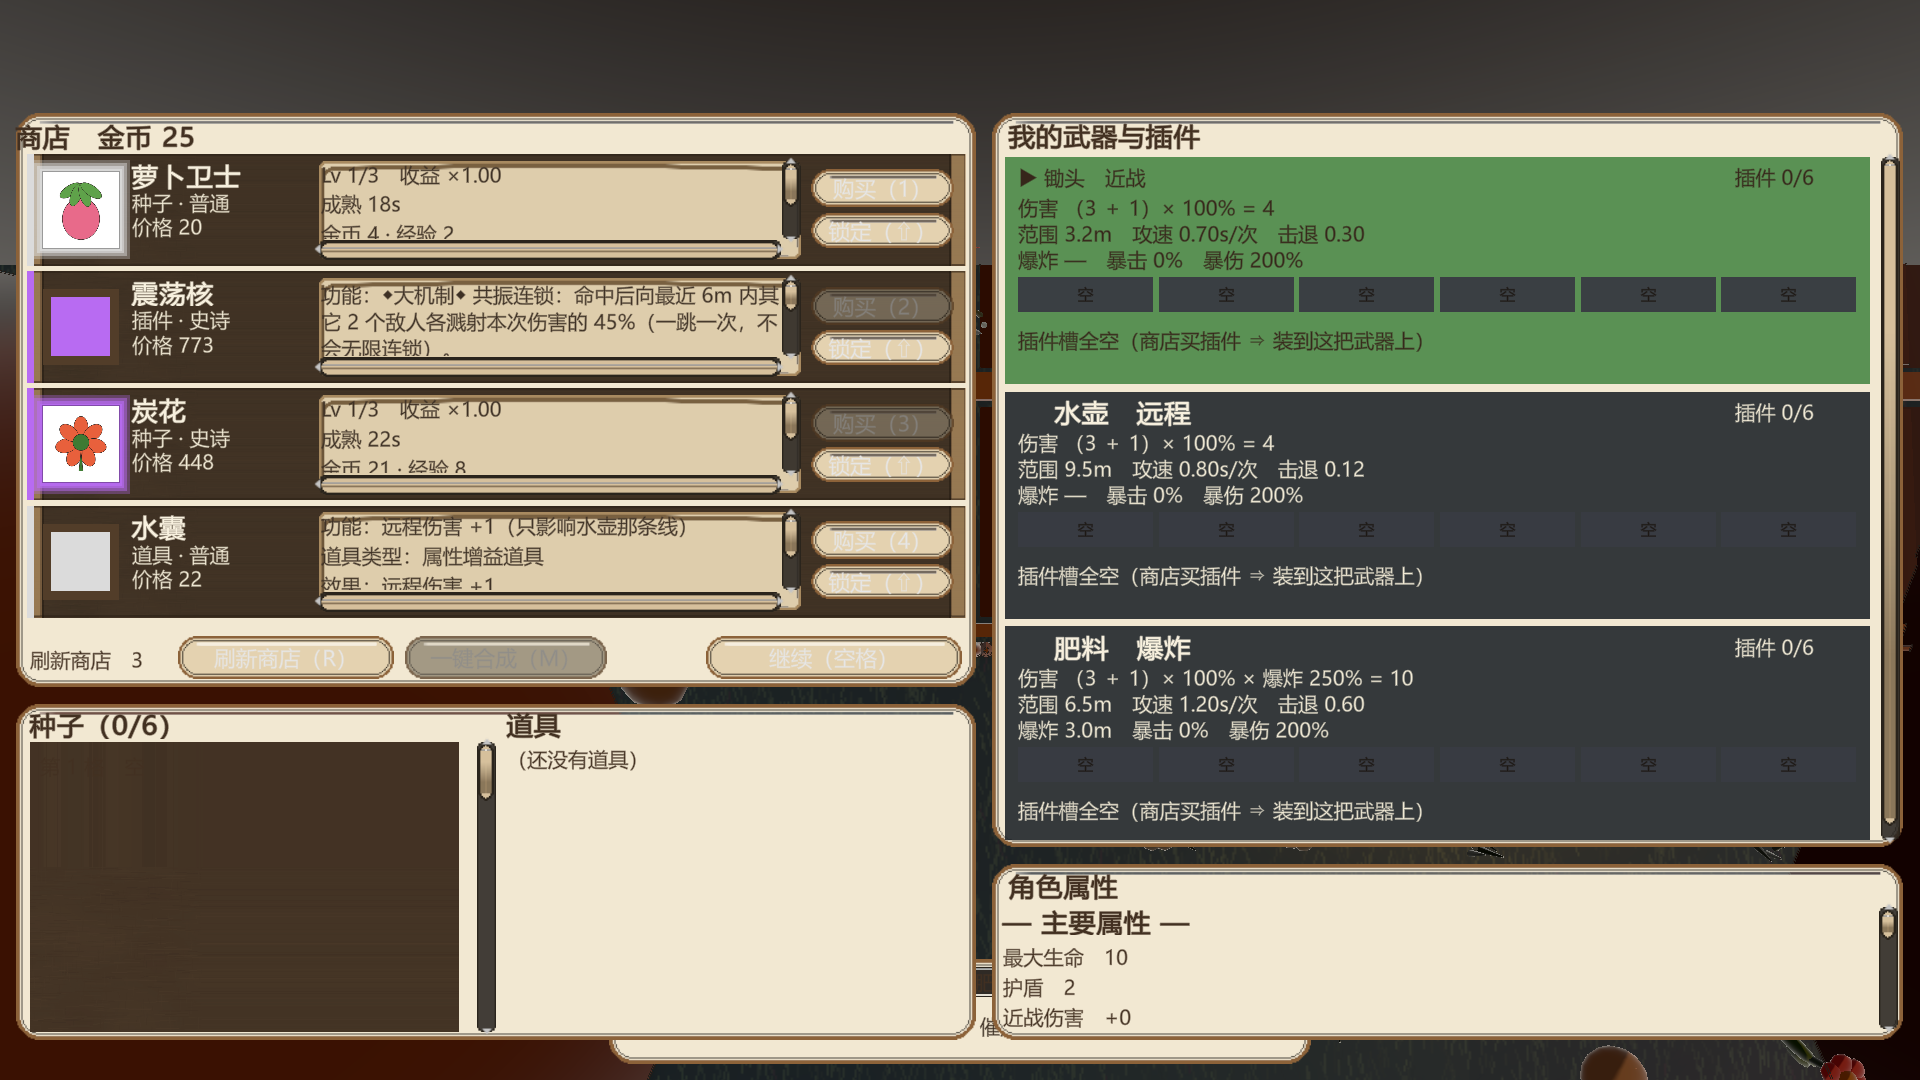 商店 金币 25
萝卜卫士
种子 · 普通
价格 20
Lv 1/3 收益 ×1.00
成熟 18s
金币 4 · 经验 2
购买（1）
锁定（⇧）
震荡核
插件 · 史诗
价格 773
功能：◆大机制◆ 共振连锁：命中后向最近 6m 内其
它 2 个敌人各溅射本次伤害的 45%（一跳一次，不
会无限连锁）。
购买（2）
锁定（⇧）
炭花
种子 · 史诗
价格 448
Lv 1/3 收益 ×1.00
成熟 22s
金币 21 · 经验 8
购买（3）
锁定（⇧）
水囊
道具 · 普通
价格 22
功能：远程伤害 +1（只影响水壶那条线）
道具类型：属性增益道具
效果：远程伤害 +1
购买（4）
锁定（⇧）
刷新商店 3
刷新商店（R）
一键合成（M）
继续（空格）
种子（0/6）
道具
（还没有道具）
我的武器与插件
▶ 锄头 近战
插件 0/6
伤害 （3 + 1）× 100% = 4
范围 3.2m 攻速 0.70s/次 击退 0.30
爆炸 — 暴击 0% 暴伤 200%
空 空 空 空 空 空
插件槽全空（商店买插件 ⇒ 装到这把武器上）
水壶 远程
插件 0/6
伤害 （3 + 1）× 100% = 4
范围 9.5m 攻速 0.80s/次 击退 0.12
爆炸 — 暴击 0% 暴伤 200%
空 空 空 空 空 空
插件槽全空（商店买插件 ⇒ 装到这把武器上）
肥料 爆炸
插件 0/6
伤害 （3 + 1）× 100% × 爆炸 250% = 10
范围 6.5m 攻速 1.20s/次 击退 0.60
爆炸 3.0m 暴击 0% 暴伤 200%
空 空 空 空 空 空
插件槽全空（商店买插件 ⇒ 装到这把武器上）
角色属性
— 主要属性 —
最大生命 10
护盾 2
近战伤害 +0
催